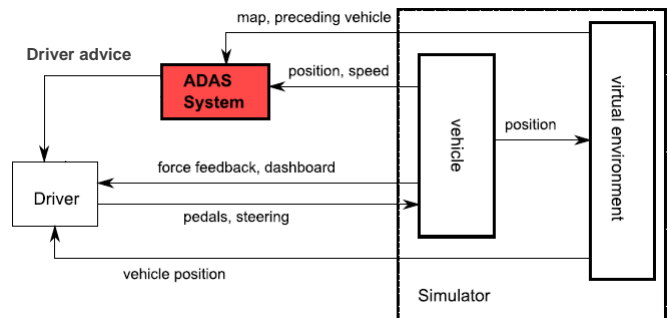 map, preceding vehicle
Driver advice
ADAS
System
position, speed
vehicle
position
virtual environment
force feedback, dashboard
Driver
pedals, steering
vehicle position
Simulator